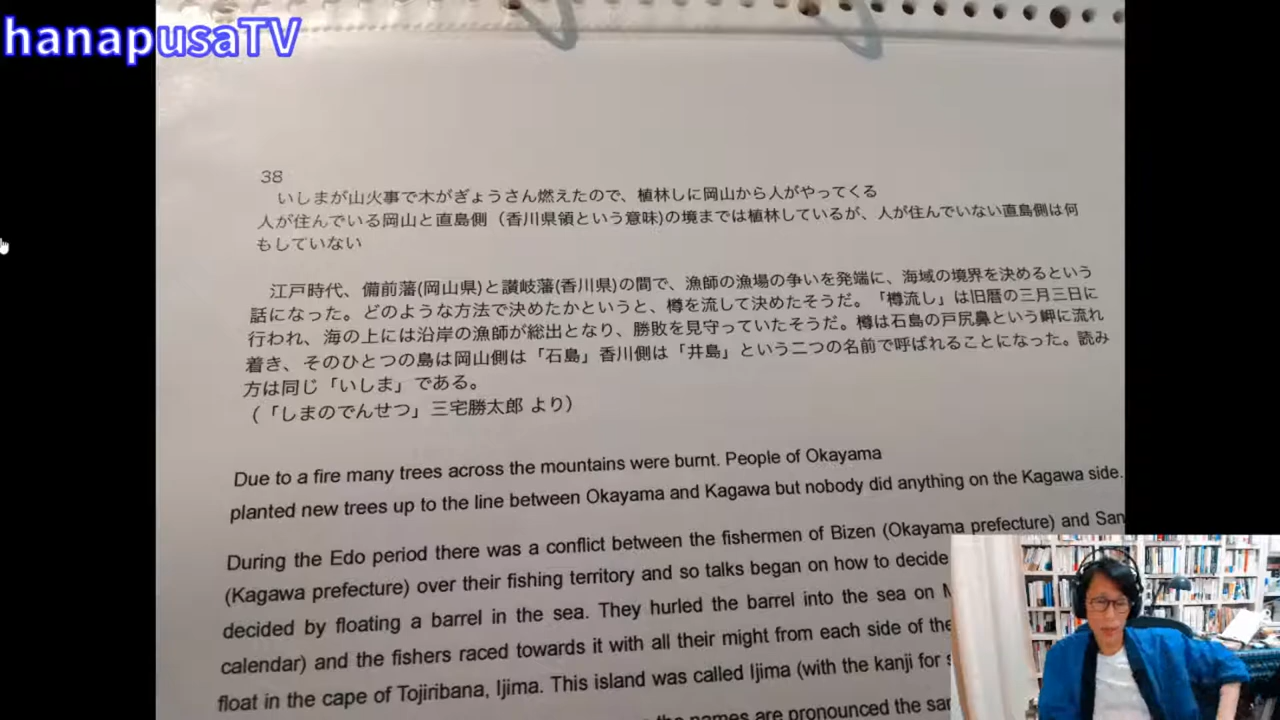 hanapusaTV
38
いしまが山火事で木がぎょうさん燃えたので、植林しに岡山から人がやってくる
人が住んでいる岡山と直島側（香川県領という意味)の境までは植林しているが、人が住んでいない直島側は何
もしていない
江戸時代、備前藩(岡山県)と讃岐藩(香川県)の間で、漁師の漁場の争いを発端に、海域の境界を決めるという
話になった。どのような方法で決めたかというと、樽を流して決めたそうだ。「樽流し」は旧暦の三月三日に
行われ、海の上には沿岸の漁師が総出となり、勝敗を見守っていたそうだ。樽は石島の戸尻鼻という岬に流れ
着き、そのひとつの島は岡山側は「石島」香川側は「井島」という二つの名前で呼ばれることになった。読み
方は同じ「いしま」である。
（「しまのでんせつ」三宅勝太郎 より）
Due to a fire many trees across the mountains were burnt. People of Okayama
planted new trees up to the line between Okayama and Kagawa but nobody did anything on the Kagawa side.
During the Edo period there was a conflict between the fishermen of Bizen (Okayama prefecture) and San
(Kagawa prefecture) over their fishing territory and so talks began on how to decide
decided by floating a barrel in the sea. They hurled the barrel into the sea on M
calendar) and the fishers raced towards it with all their might from each side of the
float in the cape of Tojiribana, Ijima. This island was called Ijima (with the kanji for s
the names are pronounced the sa